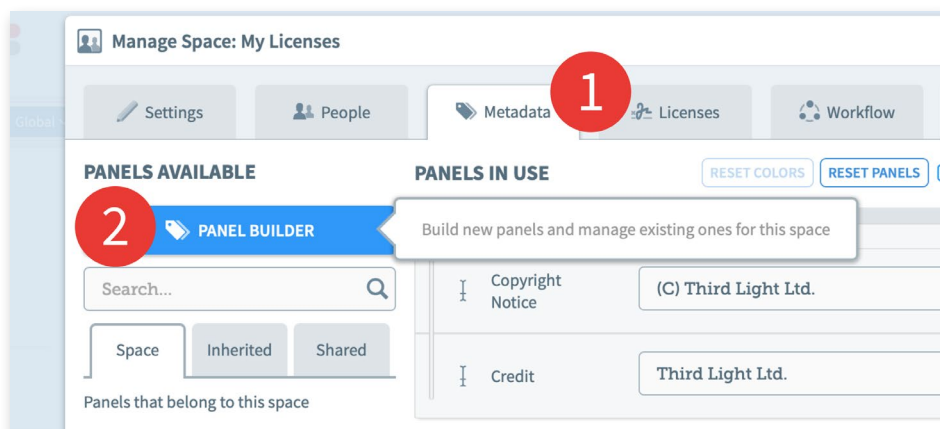 Manage Space: My Licenses
Settings
People
Metadata
1
Licenses
Workflow
Global
PANELS AVAILABLE
PANELS IN USE
RESET COLORS
RESET PANELS
2
PANEL BUILDER
Build new panels and manage existing ones for this space
Search...
Copyright
Notice
(C) Third Light Ltd.
Space
Inherited
Shared
Credit
Third Light Ltd.
Panels that belong to this space